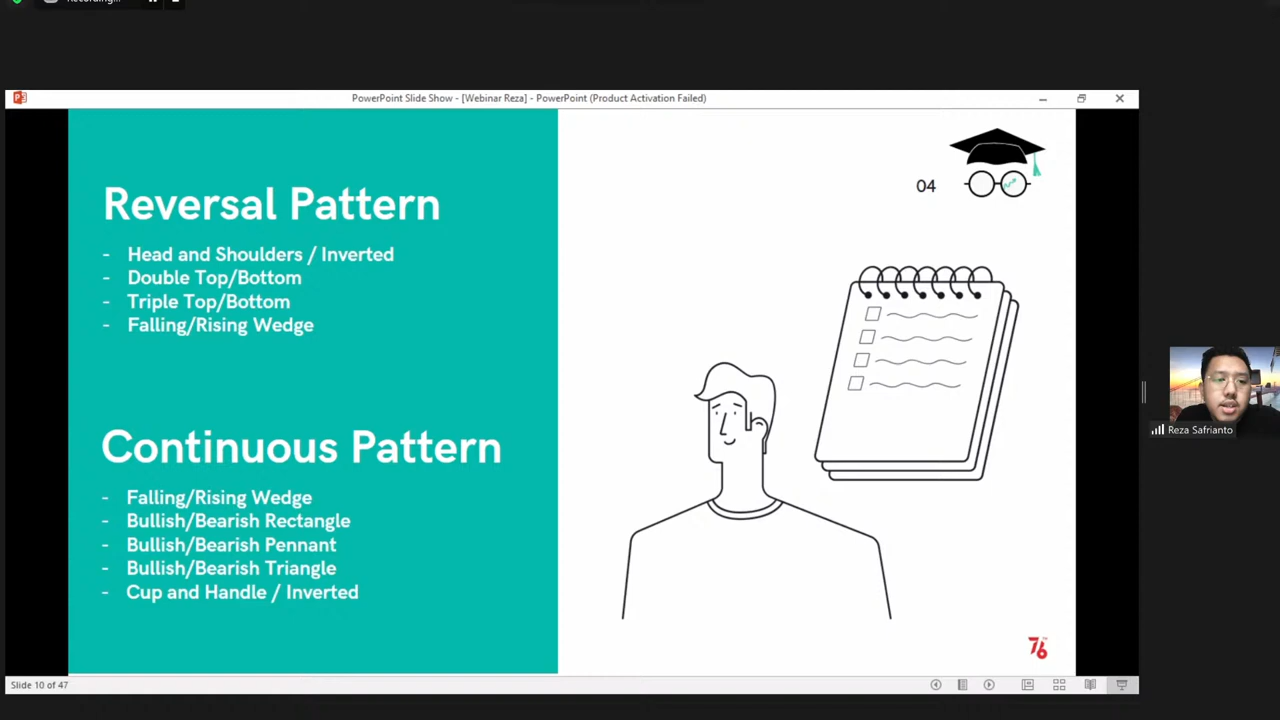 Recording...
PowerPoint Slide Show - [Webinar Reza] - PowerPoint (Product Activation Failed)
04
Reversal Pattern
- Head and Shoulders / Inverted
- Double Top/Bottom
- Triple Top/Bottom
- Falling/Rising Wedge
Continuous Pattern
- Falling/Rising Wedge
- Bullish/Bearish Rectangle
- Bullish/Bearish Pennant
- Bullish/Bearish Triangle
- Cup and Handle / Inverted
Reza Safrianto
76
Slide 10 of 47